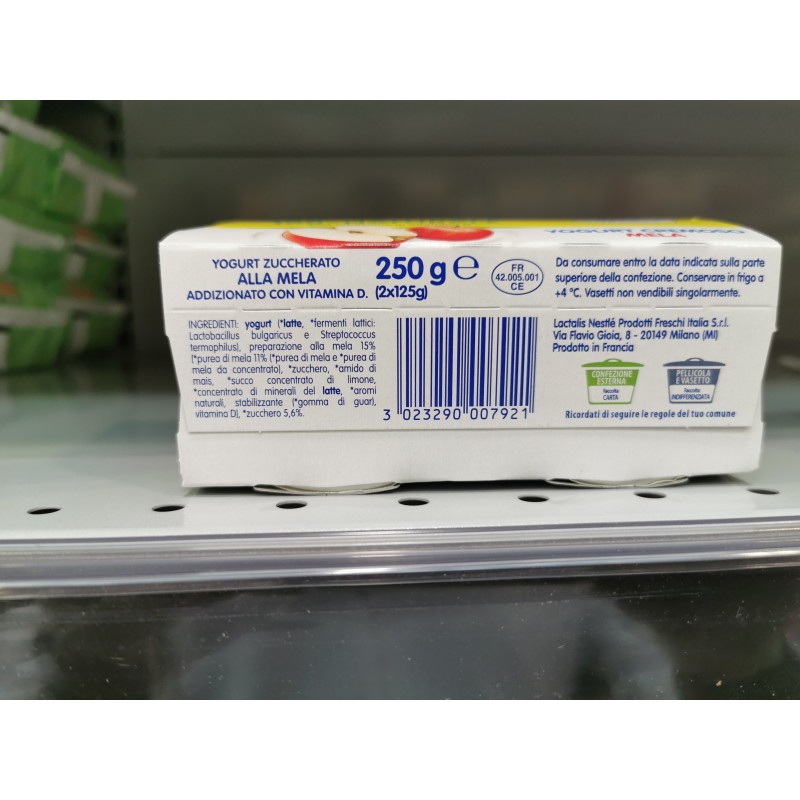 YOGURT CREMOSO
MELA
YOGURT ZUCCHERATO
ALLA MELA
ADDIZIONATO CON VITAMINA D.
250 g ℮
(2x125g)
FR
42.005.001
CE
Da consumare entro la data indicata sulla parte
superiore della confezione. Conservare in frigo a
+4 °C. Vasetti non vendibili singolarmente.
INGREDIENTI: yogurt (*latte, *fermenti lattici:
Lactobacillus bulgaricus e Streptococcus
termophilus), preparazione alla mela 15%
(*purea di mela 11% (*purea di mela e *purea di
mela da concentrato), *zucchero, *amido di
mais, *succo concentrato di limone,
*concentrato di minerali del latte, *aromi
naturali, stabilizzante (*gomma di guar),
vitamina D), *zucchero 5,6%.
3 023290 007921
Lactalis Nestlé Prodotti Freschi Italia S.r.l.
Via Flavio Gioia, 8 - 20149 Milano (MI)
Prodotto in Francia
CONFEZIONE
ESTERNA
Raccolta
CARTA
PELLICOLA
E VASETTO
Raccolta
INDIFFERENZIATA
Ricordati di seguire le regole del tuo comune